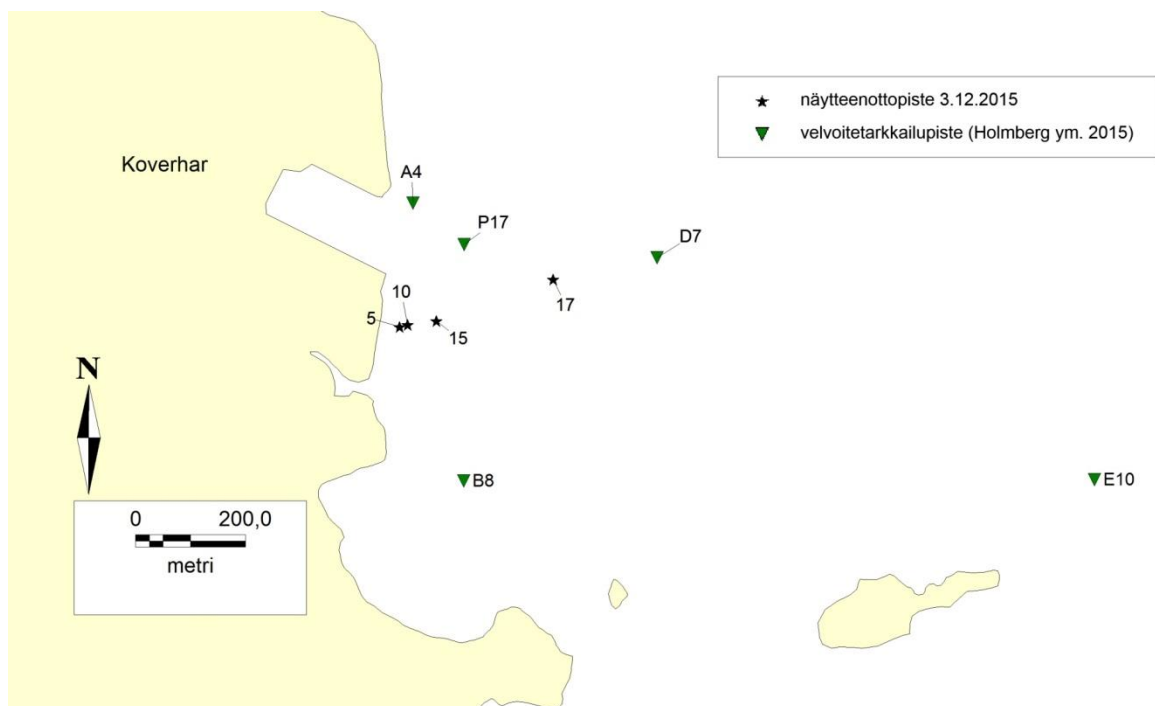 näytteenottopiste 3.12.2015
velvoitetarkkailupiste (Holmberg ym. 2015)
Koverhar
A4
P17
D7
17
10
5
15
N
B8
E10
0 200,0
metri